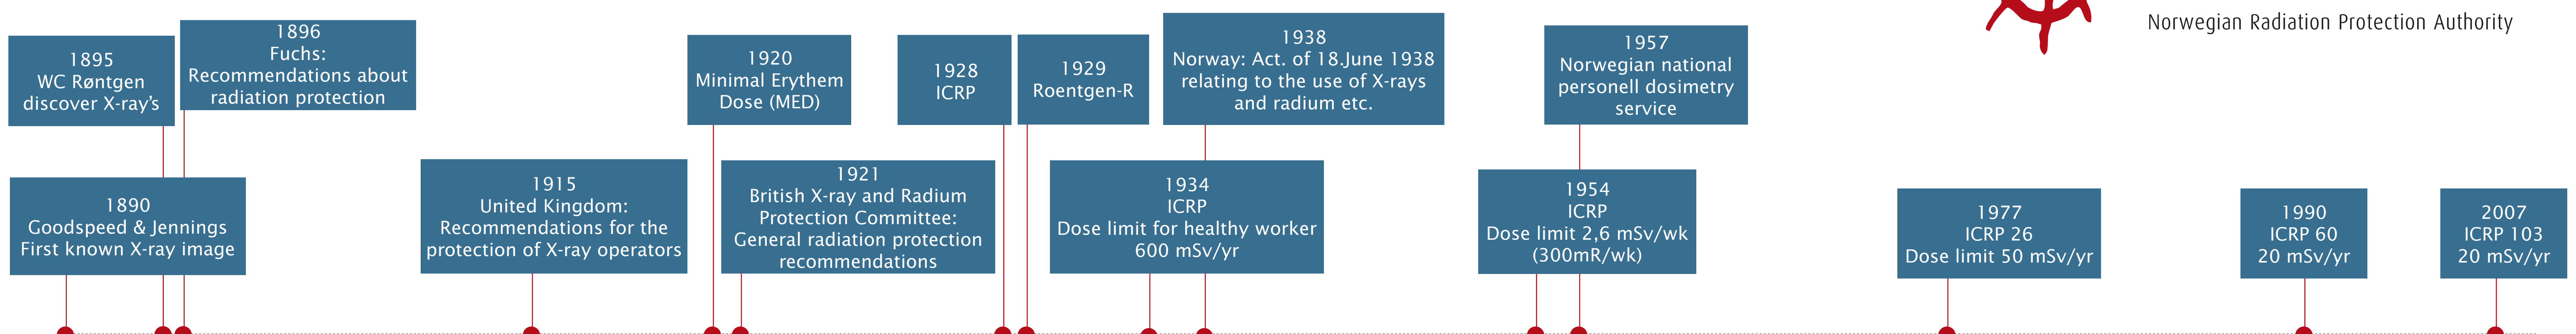 1895
WC Røntgen
discover X-ray's
1896
Fuchs:
Recommendations about
radiation protection
1920
Minimal Erythem
Dose (MED)
1928
ICRP
1929
Roentgen-R
1938
Norway: Act. of 18.June 1938
relating to the use of X-rays
and radium etc.
1957
Norwegian national
personell dosimetry
service
Norwegian Radiation Protection Authority
1890
Goodspeed & Jennings
First known X-ray image
1915
United Kingdom:
Recommendations for the
protection of X-ray operators
1921
British X-ray and Radium
Protection Committee:
General radiation protection
recommendations
1934
ICRP
Dose limit for healthy worker
600 mSv/yr
1954
ICRP
Dose limit 2,6 mSv/wk
(300mR/wk)
1977
ICRP 26
Dose limit 50 mSv/yr
1990
ICRP 60
20 mSv/yr
2007
ICRP 103
20 mSv/yr